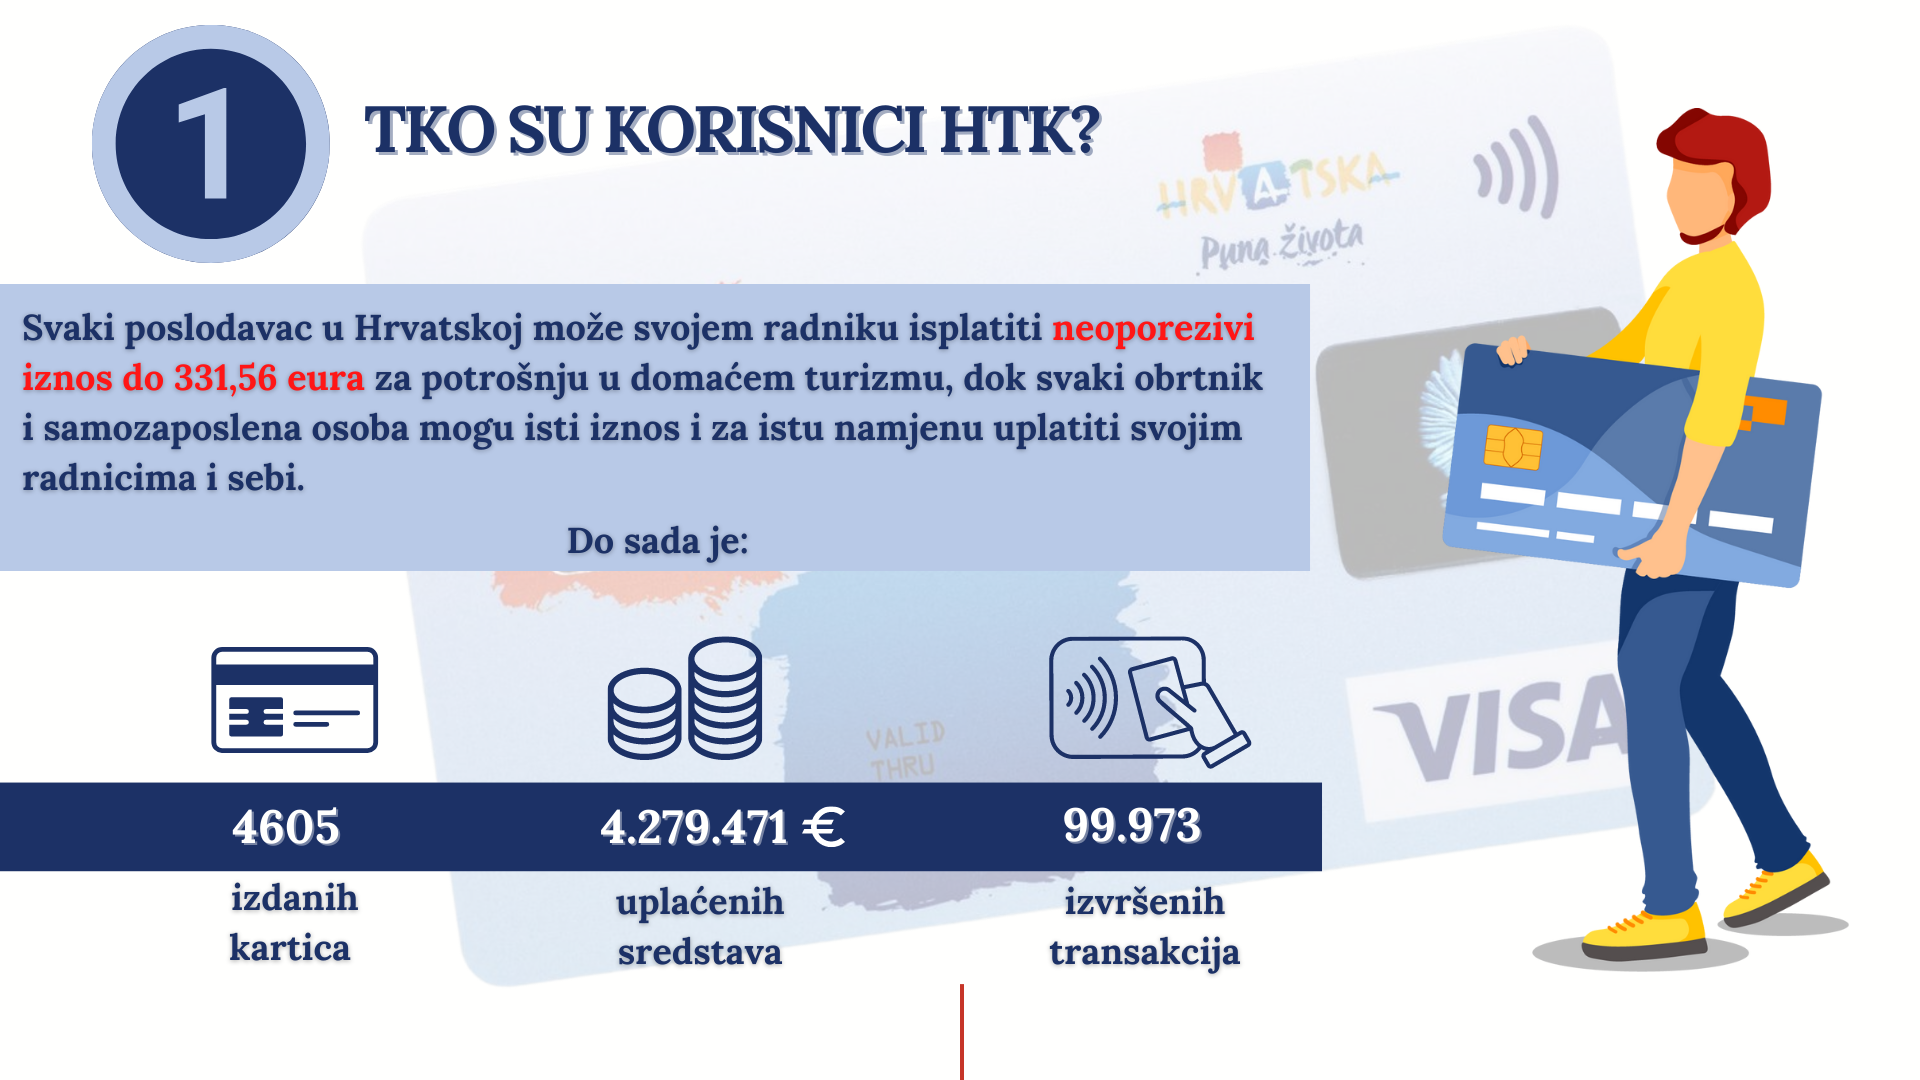 1
TKO SU KORISNICI HTK?
HRVATSKA
Puna života
Svaki poslodavac u Hrvatskoj može svojem radniku isplatiti neoporezivi
iznos do 331,56 eura za potrošnju u domaćem turizmu, dok svaki obrtnik
i samozaposlena osoba mogu isti iznos i za istu namjenu uplatiti svojim
radnicima i sebi.
Do sada je:
VALID
THRU
VISA
4605
4.279.471 €
99.973
izdanih
kartica
uplaćenih
sredstava
izvršenih
transakcija